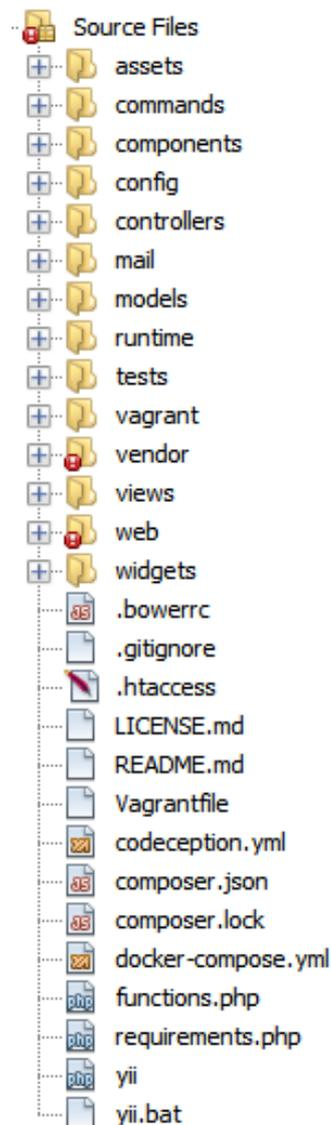 Source Files
assets
commands
components
config
controllers
mail
models
runtime
tests
vagrant
vendor
views
web
widgets
.bowerrc
.gitignore
.htaccess
LICENSE.md
README.md
Vagrantfile
codeception.yml
composer.json
composer.lock
docker-compose.yml
functions.php
requirements.php
yii
yii.bat